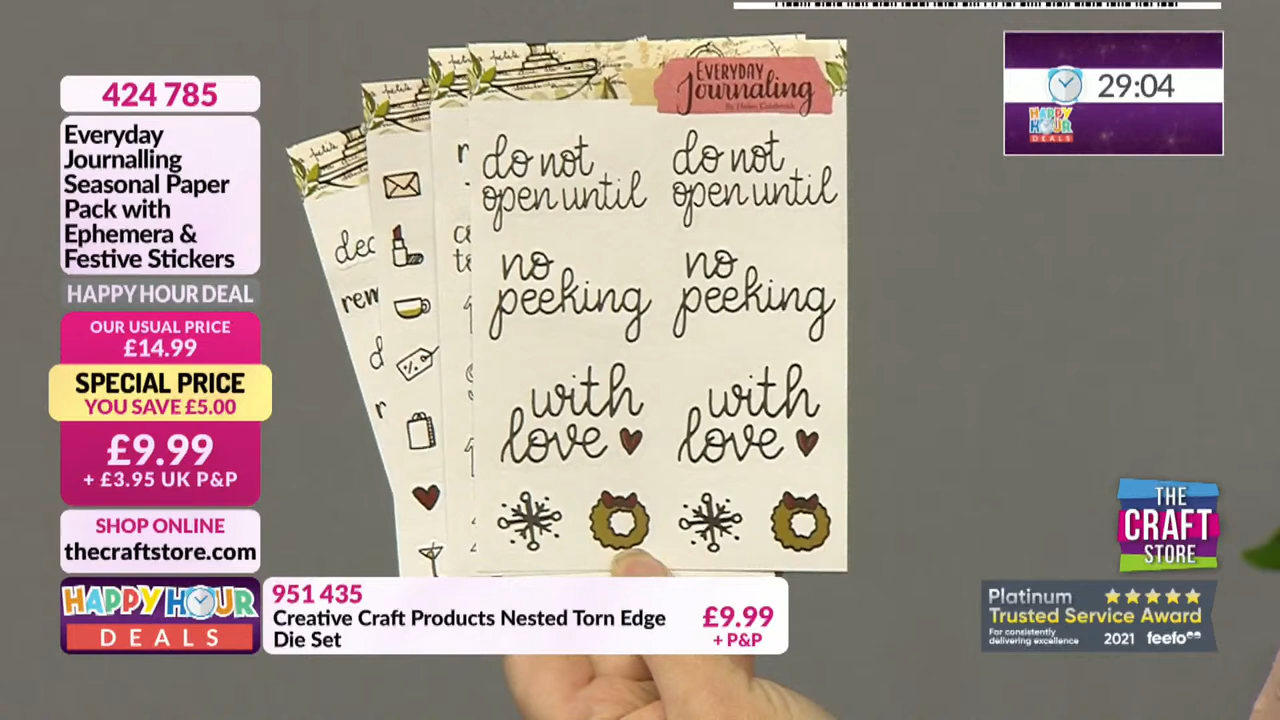 424 785
Everyday
Journalling
Seasonal Paper
Pack with
Ephemera &
Festive Stickers
HAPPY HOUR DEAL
OUR USUAL PRICE
£14.99
SPECIAL PRICE
YOU SAVE £5.00
£9.99
+ £3.95 UK P&P
SHOP ONLINE
thecraftstore.com
HAPPY HOUR
DEALS
951 435
Creative Craft Products Nested Torn Edge
Die Set
£9.99
+ P&P
EVERYDAY
Journaling
do not
open until
do not
open until
no
peeking
no
peeking
with
love
with
love
29:04
HAPPY
HOUR
DEALS
THE
CRAFT
STORE
Platinum
Trusted Service Award
For consistently
delivering excellence
2021 feefo